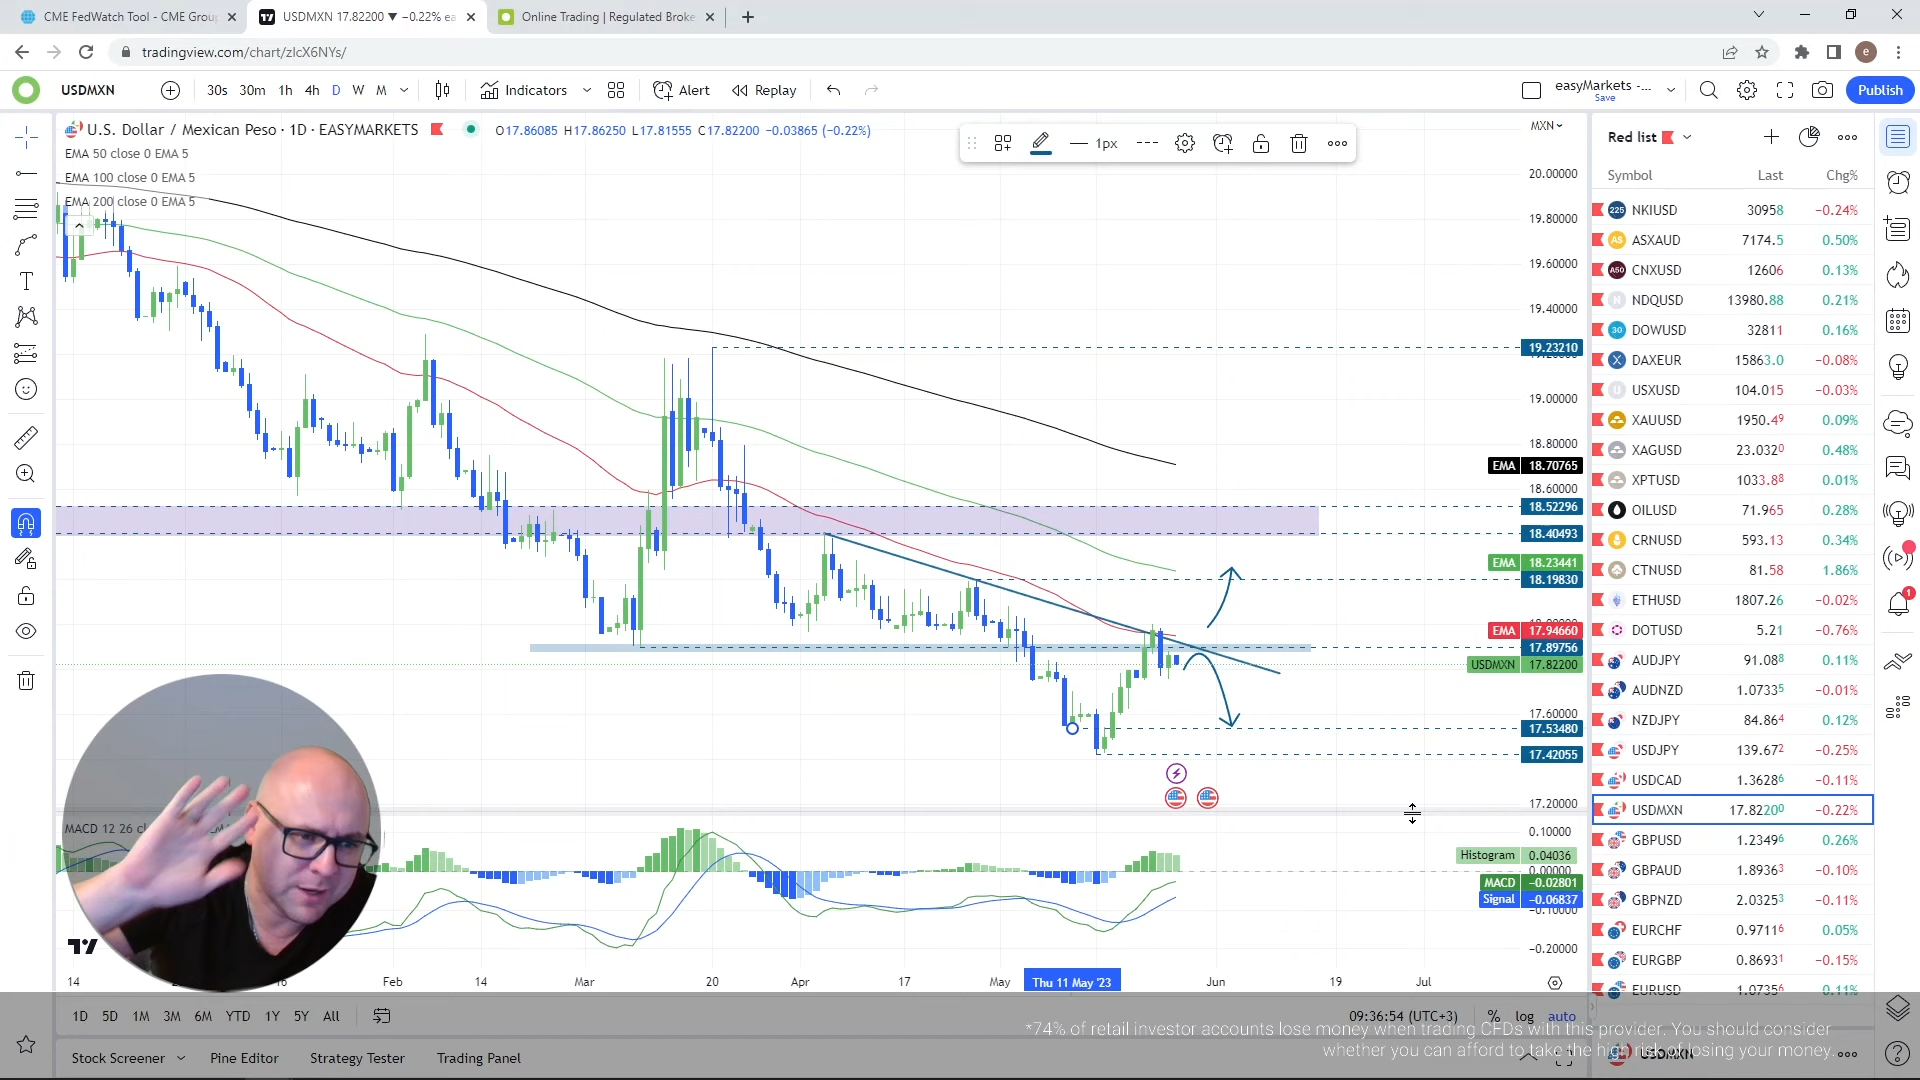 CME FedWatch Tool - CME Grou
USDMXN 17.82200 ▼ −0.22% ea
Online Trading | Regulated Broke
tradingview.com/chart/zIcX6NYs/
e
USDMXN
30s 30m 1h 4h D W M
Indicators
Alert
Replay
easyMarkets -...
Save
Publish
U.S. Dollar / Mexican Peso · 1D · EASYMARKETS
O17.86085 H17.86250 L17.81555 C17.82200 −0.03865 (−0.22%)
EMA 50 close 0 EMA 5
EMA 100 close 0 EMA 5
EMA 200 close 0 EMA 5
1px
MXN
20.00000
19.80000
19.60000
19.40000
19.23210
19.00000
18.80000
EMA 18.70765
18.60000
18.52296
18.40493
EMA 18.23441
18.19830
EMA 17.94660
17.89756
USDMXN 17.82200
17.60000
17.53480
17.42055
17.20000
MACD 12 26 cl
0.10000
Histogram 0.04036
0.00000
MACD −0.02801
Signal −0.06837
−0.10000
−0.20000
14
16
Feb
14
Mar
20
Apr
17
May
Thu 11 May '23
Jun
19
Jul
1D 5D 1M 3M 6M YTD 1Y 5Y All
09:36:54 (UTC+3)
% log auto
Stock Screener
Pine Editor
Strategy Tester
Trading Panel
Red list
Symbol Last Chg%
NKIUSD 30958 −0.24%
ASXAUD 7174.5 0.50%
CNXUSD 12606 0.13%
NDQUSD 13980.88 0.21%
DOWUSD 32811 0.16%
DAXEUR 15863.0 −0.08%
USXUSD 104.015 −0.03%
XAUUSD 1950.49 0.09%
XAGUSD 23.0320 0.48%
XPTUSD 1033.88 0.01%
OILUSD 71.965 0.28%
CRNUSD 593.13 0.34%
CTNUSD 81.58 1.86%
ETHUSD 1807.26 −0.02%
DOTUSD 5.21 −0.76%
AUDJPY 91.088 0.11%
AUDNZD 1.07335 −0.01%
NZDJPY 84.864 0.12%
USDJPY 139.672 −0.25%
USDCAD 1.36286 −0.11%
USDMXN 17.82200 −0.22%
GBPUSD 1.23496 0.26%
GBPAUD 1.89363 −0.10%
GBPNZD 2.03253 −0.11%
EURCHF 0.97116 0.05%
EURGBP 0.86931 −0.15%
EURUSD 1.07356 0.11%
USDMXN
*74% of retail investor accounts lose money when trading CFDs with this provider. You should consider
whether you can afford to take the high risk of losing your money.